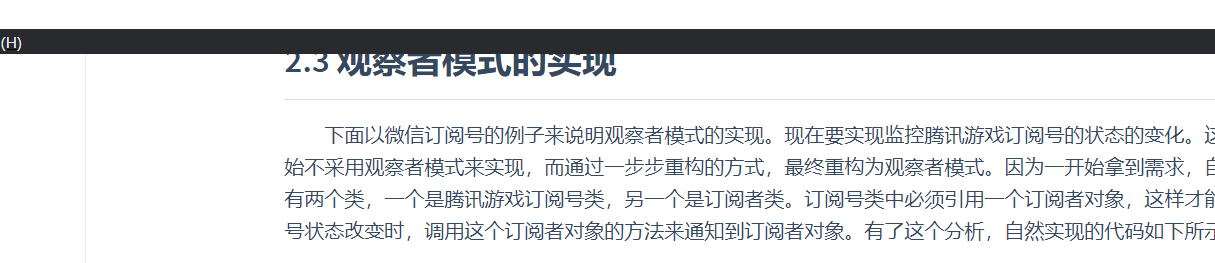 (H)
2.3 观察者模式的实现
下面以微信订阅号的例子来说明观察者模式的实现。现在要实现监控腾讯游戏订阅号的状态的变化。这
始不采用观察者模式来实现，而通过一步步重构的方式，最终重构为观察者模式。因为一开始拿到需求，自
有两个类，一个是腾讯游戏订阅号类，另一个是订阅者类。订阅号类中必须引用一个订阅者对象，这样才能
号状态改变时，调用这个订阅者对象的方法来通知到订阅者对象。有了这个分析，自然实现的代码如下所示